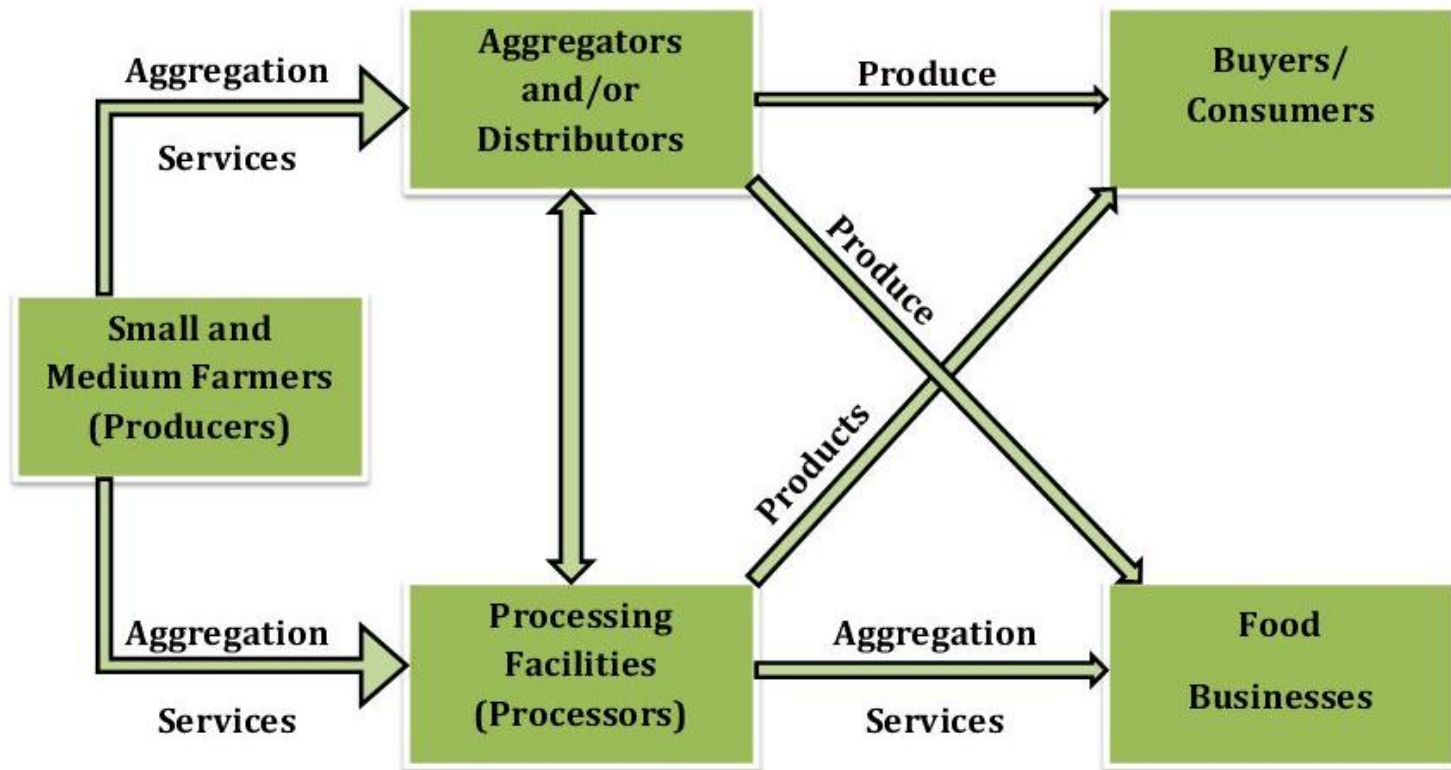 Aggregation
Services
Aggregators
and/or
Distributors
Produce
Buyers/
Consumers
Small and
Medium Farmers
(Producers)
Produce
Products
Aggregation
Services
Processing
Facilities
(Processors)
Aggregation
Services
Food
Businesses